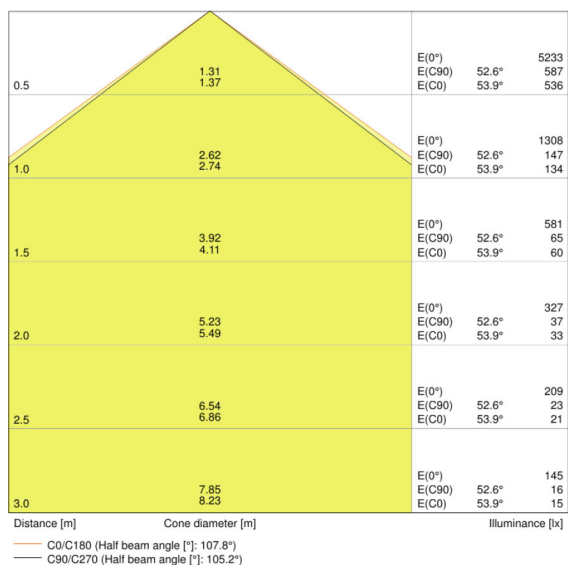 E(0°) 5233
1.31 E(C90) 52.6° 587
0.5 1.37 E(C0) 53.9° 536
E(0°) 1308
2.62 E(C90) 52.6° 147
1.0 2.74 E(C0) 53.9° 134
E(0°) 581
3.92 E(C90) 52.6° 65
1.5 4.11 E(C0) 53.9° 60
E(0°) 327
5.23 E(C90) 52.6° 37
2.0 5.49 E(C0) 53.9° 33
E(0°) 209
6.54 E(C90) 52.6° 23
2.5 6.86 E(C0) 53.9° 21
E(0°) 145
7.85 E(C90) 52.6° 16
3.0 8.23 E(C0) 53.9° 15
Distance [m] Cone diameter [m] Illuminance [lx]
C0/C180 (Half beam angle [°]: 107.8°)
C90/C270 (Half beam angle [°]: 105.2°)